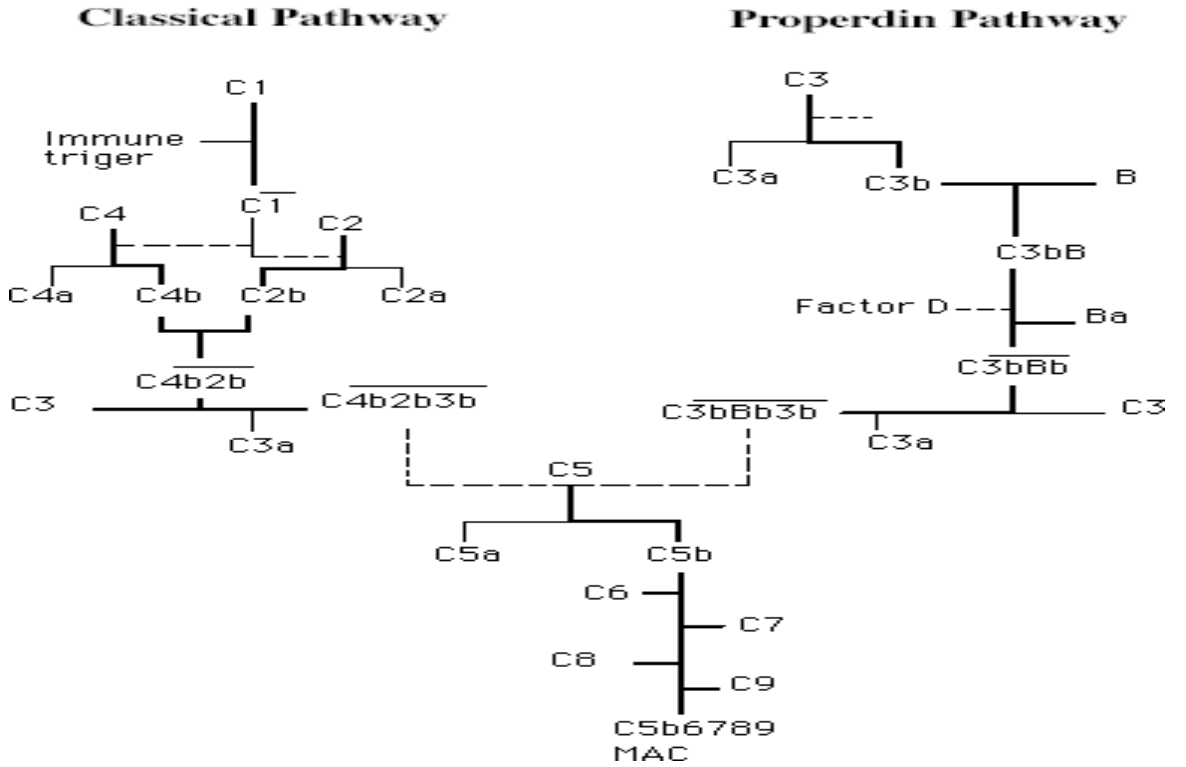 Classical Pathway
Properdin Pathway
C1
Immune
triger
C1
C4
C2
C4a
C4b
C2b
C2a
C4b2b
C3
C4b2b3b
C3a
C3
C3a
C3b
B
C3bB
Factor D
Ba
C3bBb
C3bBb3b
C3
C3a
C5
C5a
C5b
C6
C7
C8
C9
C5b6789
MAC